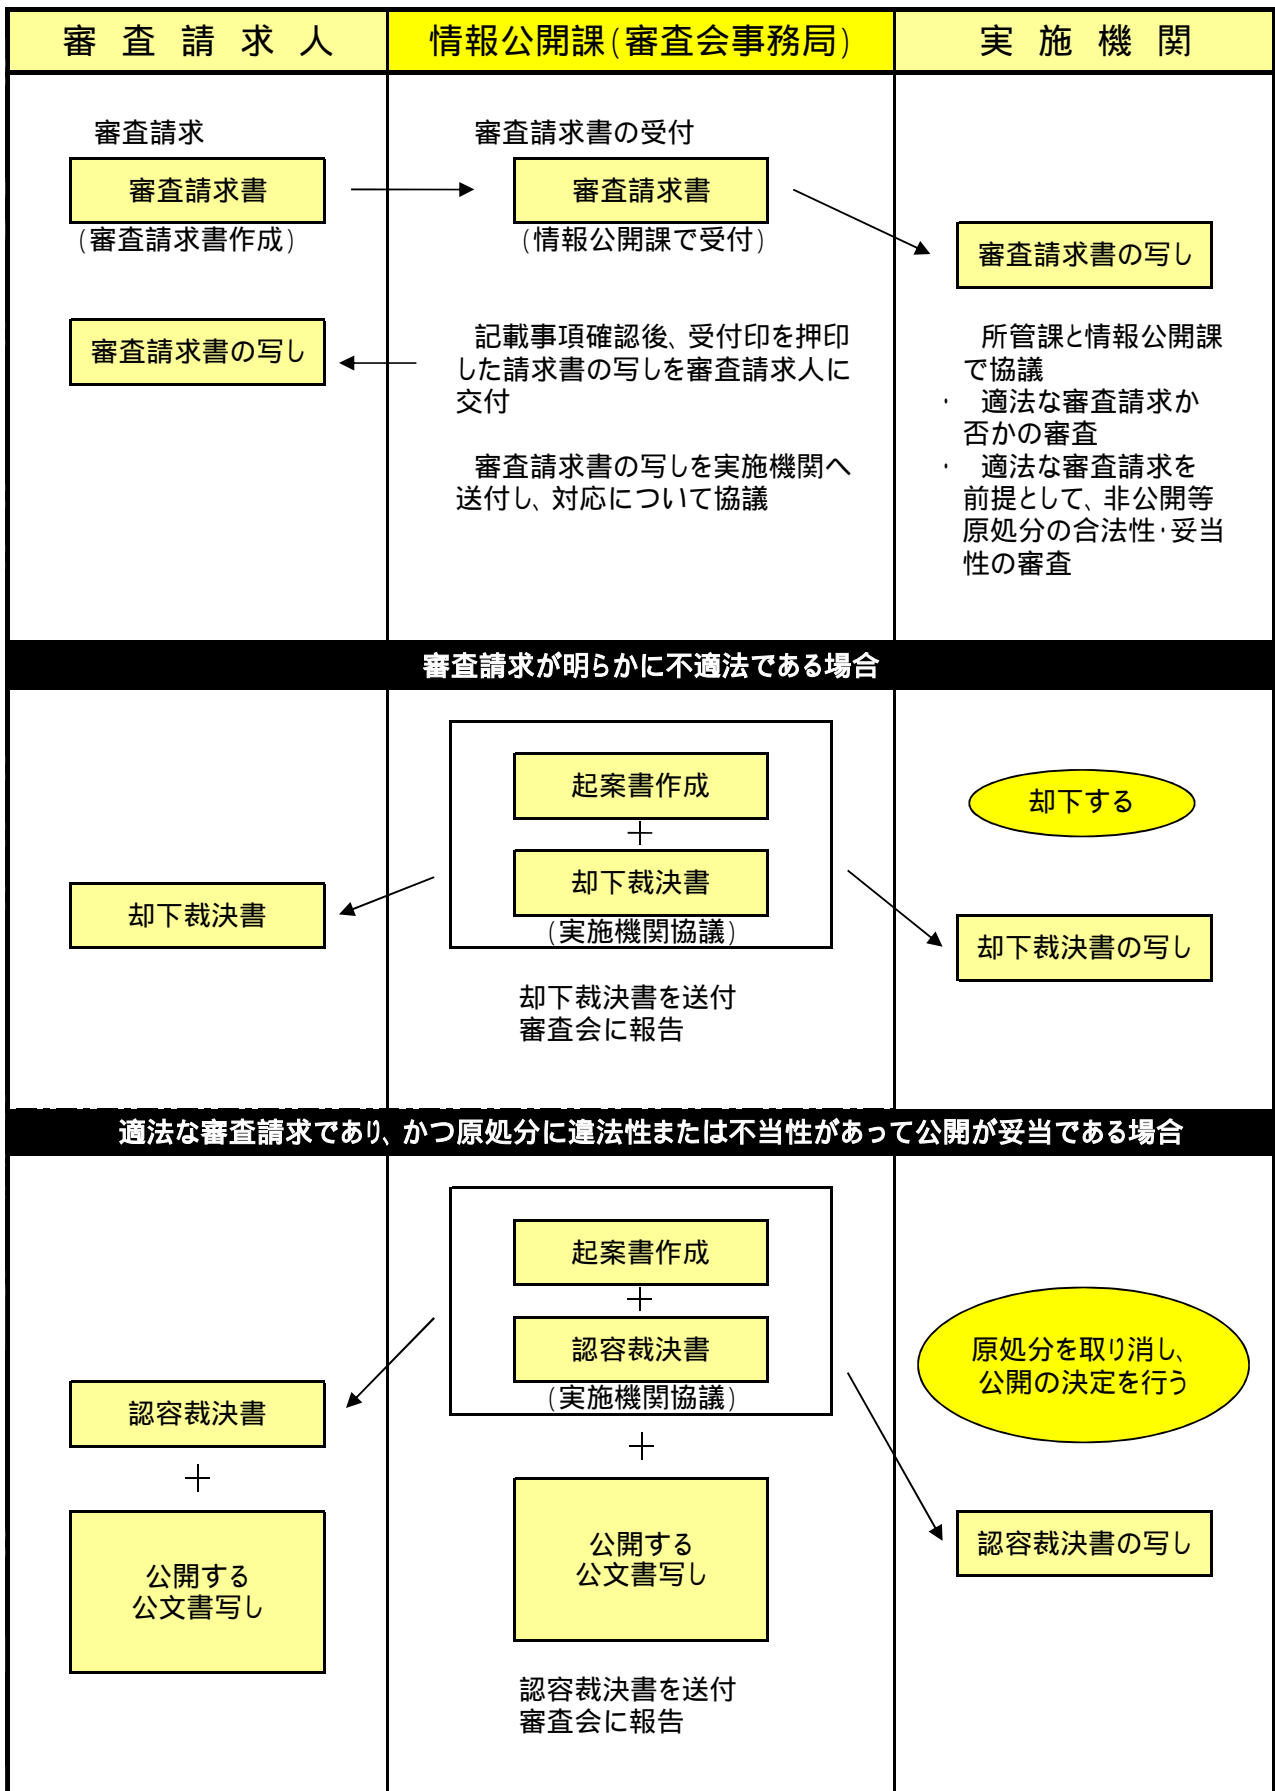 審査請求人
情報公開課(審査会事務局)
実施機関
審査請求
審査請求書
(審査請求書作成)
審査請求書の受付
審査請求書
(情報公開課で受付)
審査請求書の写し
審査請求書の写し
記載事項確認後、受付印を押印
した請求書の写しを審査請求人に
交付
審査請求書の写しを実施機関へ
送付し、対応について協議
所管課と情報公開課
で協議
・ 適法な審査請求か
否かの審査
・ 適法な審査請求を
前提として、非公開等
原処分の合法性・妥当
性の審査
審査請求が明らかに不適法である場合
起案書作成
+
却下裁決書
(実施機関協議)
却下する
却下裁決書
却下裁決書の写し
却下裁決書を送付
審査会に報告
適法な審査請求であり、かつ原処分に違法性または不当性があって公開が妥当である場合
起案書作成
+
認容裁決書
(実施機関協議)
原処分を取り消し、
公開の決定を行う
認容裁決書
+
公開する
公文書写し
+
公開する
公文書写し
認容裁決書の写し
認容裁決書を送付
審査会に報告